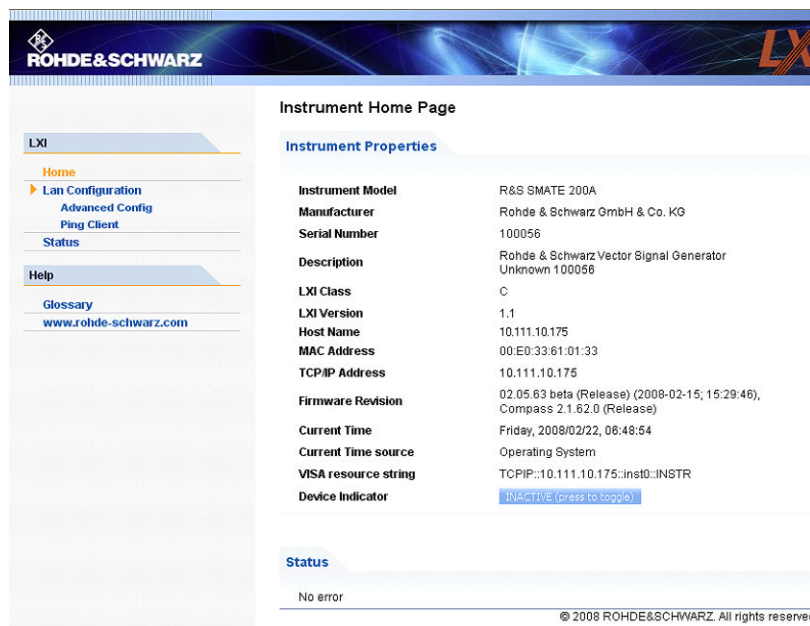 ROHDE&SCHWARZ
LXI
Instrument Home Page
LXI
Home
Lan Configuration
Advanced Config
Ping Client
Status
Help
Glossary
www.rohde-schwarz.com
Instrument Properties
Instrument Model R&S SMATE 200A
Manufacturer Rohde & Schwarz GmbH & Co. KG
Serial Number 100056
Description Rohde & Schwarz Vector Signal Generator
Unknown 100056
LXI Class C
LXI Version 1.1
Host Name 10.111.10.175
MAC Address 00:E0:33:61:01:33
TCP/IP Address 10.111.10.175
Firmware Revision 02.05.63 beta (Release) (2008-02-15; 15:29:46),
Compass 2.1.62.0 (Release)
Current Time Friday, 2008/02/22, 06:48:54
Current Time source Operating System
VISA resource string TCPIP::10.111.10.175::inst0::INSTR
Device Indicator INACTIVE (press to toggle)
Status
No error
© 2008 ROHDE&SCHWARZ. All rights reserve